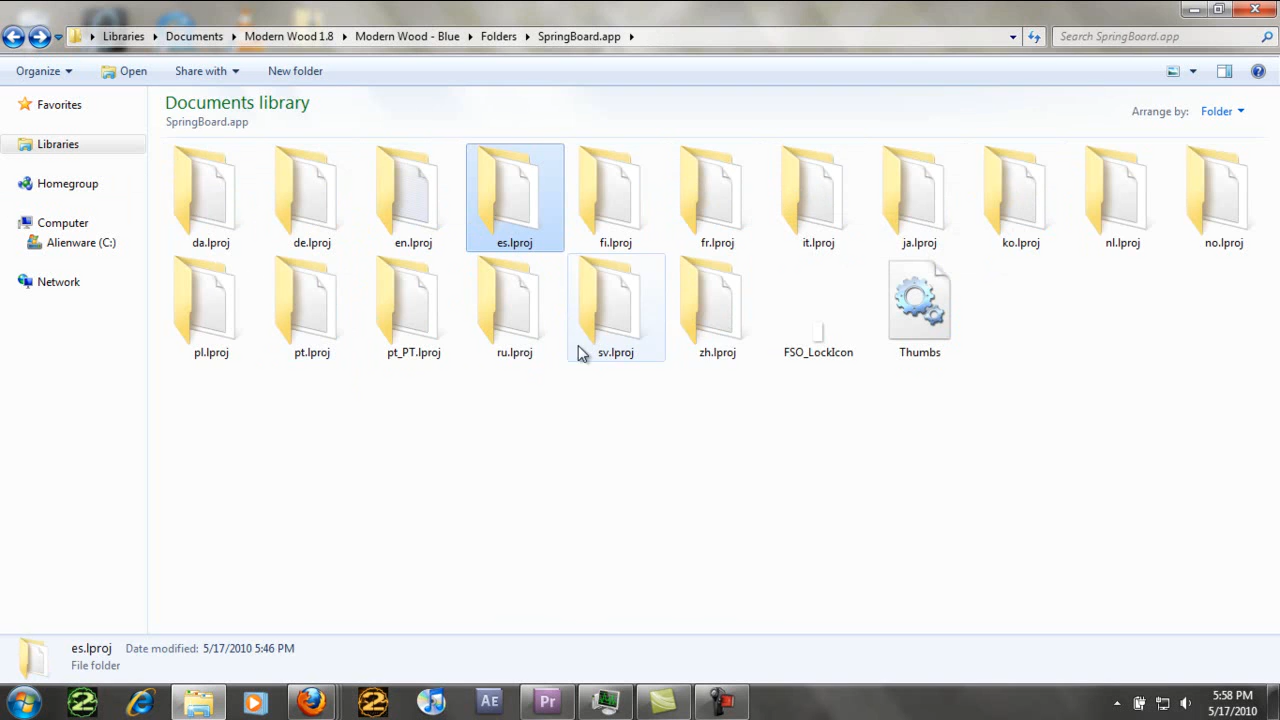 Libraries Documents Modern Wood 1.8 Modern Wood - Blue Folders SpringBoard.app Search SpringBoard.app
Organize Open Share with New folder
Favorites
Libraries
Homegroup
Computer
Alienware (C:)
Network
Documents library
SpringBoard.app
Arrange by: Folder
da.lproj de.lproj en.lproj es.lproj fi.lproj fr.lproj it.lproj ja.lproj ko.lproj nl.lproj no.lproj
pl.lproj pt.lproj pt_PT.lproj ru.lproj sv.lproj zh.lproj FSO_LockIcon Thumbs
es.lproj Date modified: 5/17/2010 5:46 PM
File folder
2 2 AE Pr
5:58 PM
5/17/2010